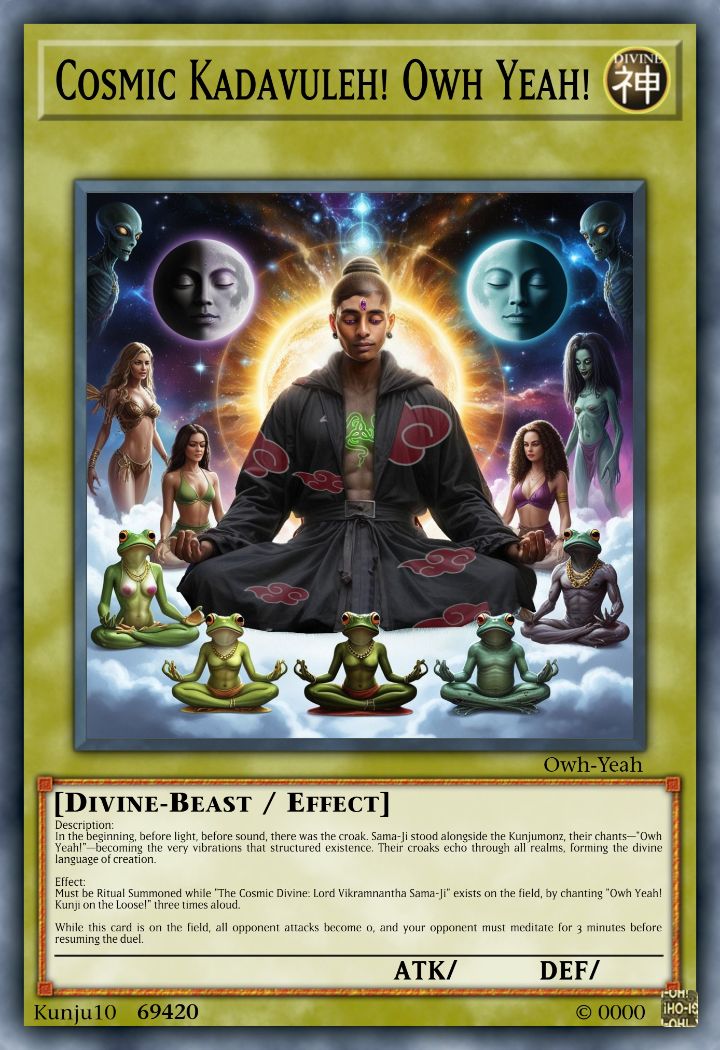 Cosmic Kadavuleh! Owh Yeah!
DIVINE
神
Owh-Yeah
[Divine-Beast / Effect]
Description:
In the beginning, before light, before sound, there was the croak. Sama-Ji stood alongside the Kunjumonz, their chants—"Owh
Yeah!"—becoming the very vibrations that structured existence. Their croaks echo through all realms, forming the divine
language of creation.
Effect:
Must be Ritual Summoned while "The Cosmic Divine: Lord Vikramnantha Sama-Ji" exists on the field, by chanting "Owh Yeah!
Kunji on the Loose!" three times aloud.
While this card is on the field, all opponent attacks become 0, and your opponent must meditate for 3 minutes before
resuming the duel.
ATK/ DEF/
Kunju10 69420 © 0000